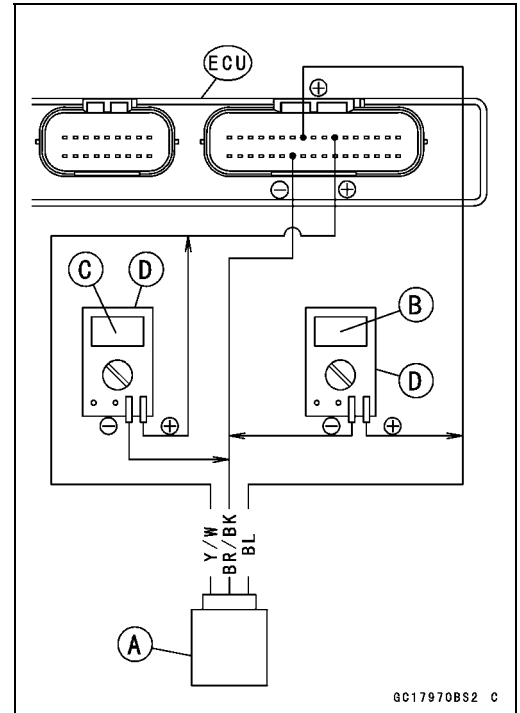 ECU
⊕
⊖ ⊕
C D
B
D
⊖ ⊕
⊖ ⊕
Y/W
BR/BK
BL
A
GC17970BS2 C